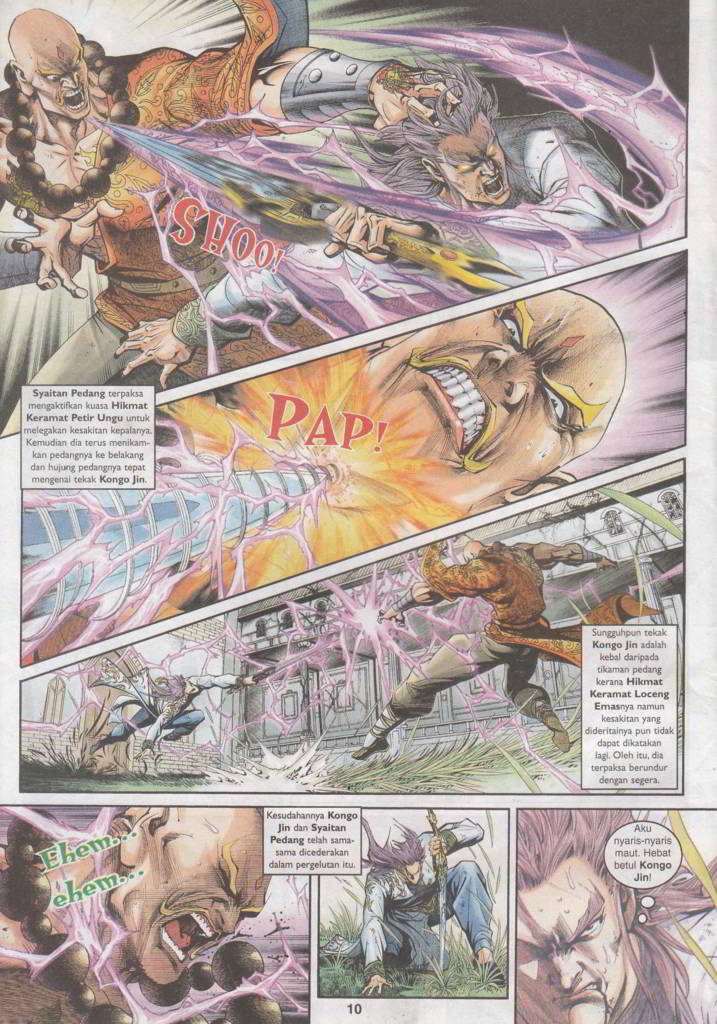 SHOO!
Syaitan Pedang terpaksa
mengaktifkan kuasa Hikmat
Keramat Petir Ungu untuk
melegakan kesakitan kepalanya.
Kemudian dia terus menikam-
kan pedangnya ke belakang
dan hujung pedangnya tepat
mengenai tekak Kongo Jin.
PAP!
Sungguhpun tekak
Kongo Jin adalah
kebal daripada
tikaman pedang
kerana Hikmat
Keramat Loceng
Emasnya namun
kesakitan yang
dideritainya pun tidak
dapat dikatakan
lagi. Oleh itu, dia
terpaksa berundur
dengan segera.
Ehem...
ehem...
Kesudahannya Kongo
Jin dan Syaitan
Pedang telah sama-
sama dicederakan
dalam pergelutan itu.
Aku
nyaris-nyaris
maut. Hebat
betul Kongo
Jin!
10